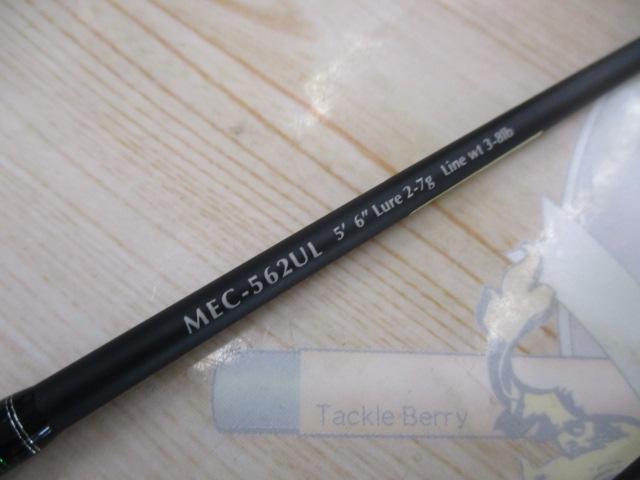 MEC-562UL 5' 6" Lure 2-7g Line wt 3-8lb
Tackle Berry